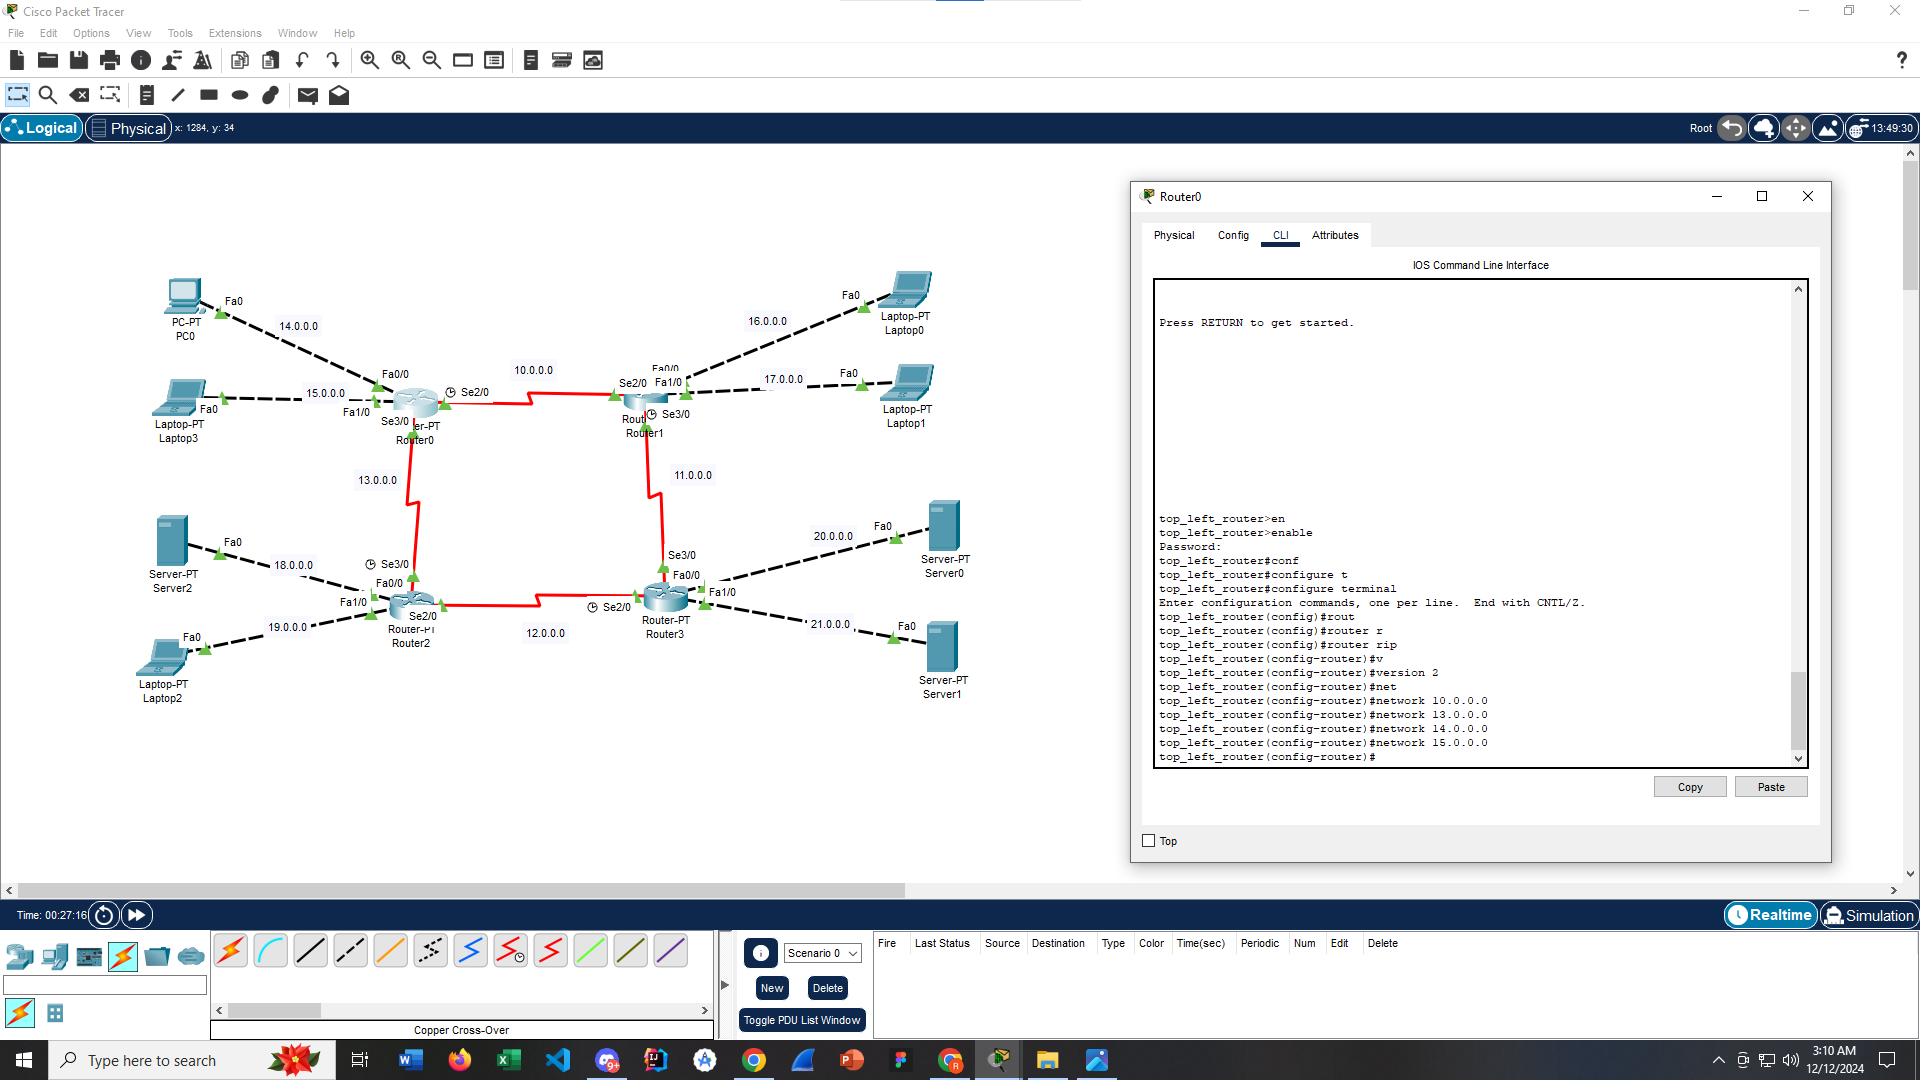 Cisco Packet Tracer
File Edit Options View Tools Extensions Window Help
Logical Physical x: 1284, y: 34 Root 13:49:30
PC-PT
PC0
Fa0
14.0.0.0
Laptop-PT
Laptop3
Fa0
15.0.0.0
Fa0/0
Fa1/0
Se2/0
Se3/0
er-PT
Router0
10.0.0.0
Se2/0
Fa0/0
Fa1/0
Se3/0
Rout
Router1
16.0.0.0
Fa0
Laptop-PT
Laptop0
17.0.0.0
Fa0
Laptop-PT
Laptop1
13.0.0.0
11.0.0.0
Server-PT
Server2
Fa0
18.0.0.0
Se3/0
Fa0/0
Fa1/0
Se2/0
Router-PT
Router2
19.0.0.0
Fa0
Laptop-PT
Laptop2
12.0.0.0
Se3/0
Fa0/0
Fa1/0
Se2/0
Router-PT
Router3
20.0.0.0
Fa0
Server-PT
Server0
21.0.0.0
Fa0
Server-PT
Server1
Router0
Physical Config CLI Attributes
IOS Command Line Interface
Press RETURN to get started.
top_left_router>en
top_left_router>enable
Password:
top_left_router#conf
top_left_router#configure t
top_left_router#configure terminal
Enter configuration commands, one per line.  End with CNTL/Z.
top_left_router(config)#rout
top_left_router(config)#router r
top_left_router(config)#router rip
top_left_router(config-router)#v
top_left_router(config-router)#version 2
top_left_router(config-router)#net
top_left_router(config-router)#network 10.0.0.0
top_left_router(config-router)#network 13.0.0.0
top_left_router(config-router)#network 14.0.0.0
top_left_router(config-router)#network 15.0.0.0
top_left_router(config-router)#
Copy Paste
Top
Time: 00:27:16 Realtime Simulation
Copper Cross-Over
Scenario 0
New Delete
Toggle PDU List Window
Fire Last Status Source Destination Type Color Time(sec) Periodic Num Edit Delete
Type here to search
3:10 AM
12/12/2024